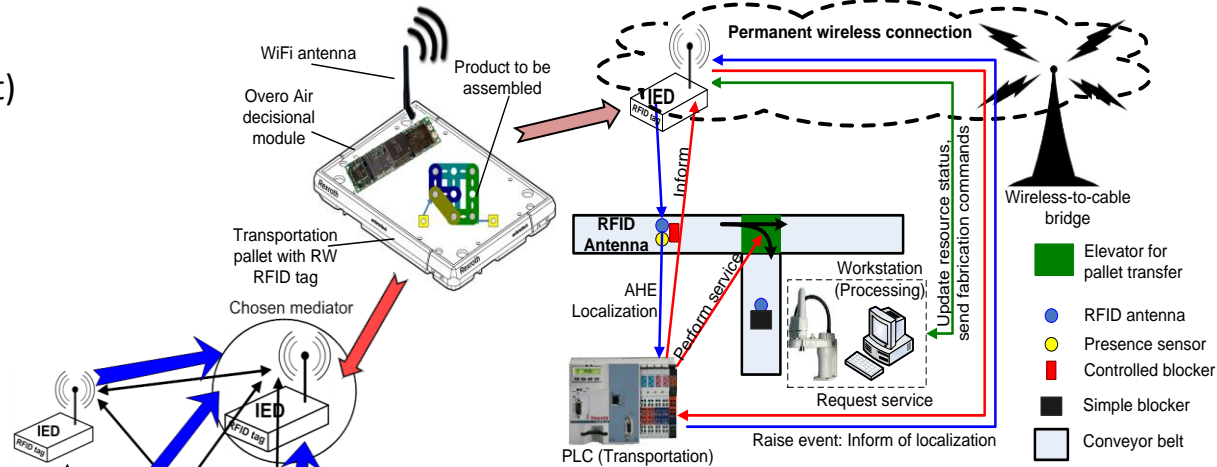 t)
WiFi antenna
Overo Air
decisional
module
Product to be
assembled
Rexroth
Rexroth
Transportation
pallet with RW
RFID tag
Chosen mediator
IED
RFID tag
IED
RFID tag
Permanent wireless connection
IED
RFID tag
Inform
RFID
Antenna
AHE
Localization
Perform service
Workstation
(Processing)
Request service
Update resource status,
send fabrication commands
PLC (Transportation)
Raise event: Inform of localization
Wireless-to-cable
bridge
Elevator for
pallet transfer
RFID antenna
Presence sensor
Controlled blocker
Simple blocker
Conveyor belt